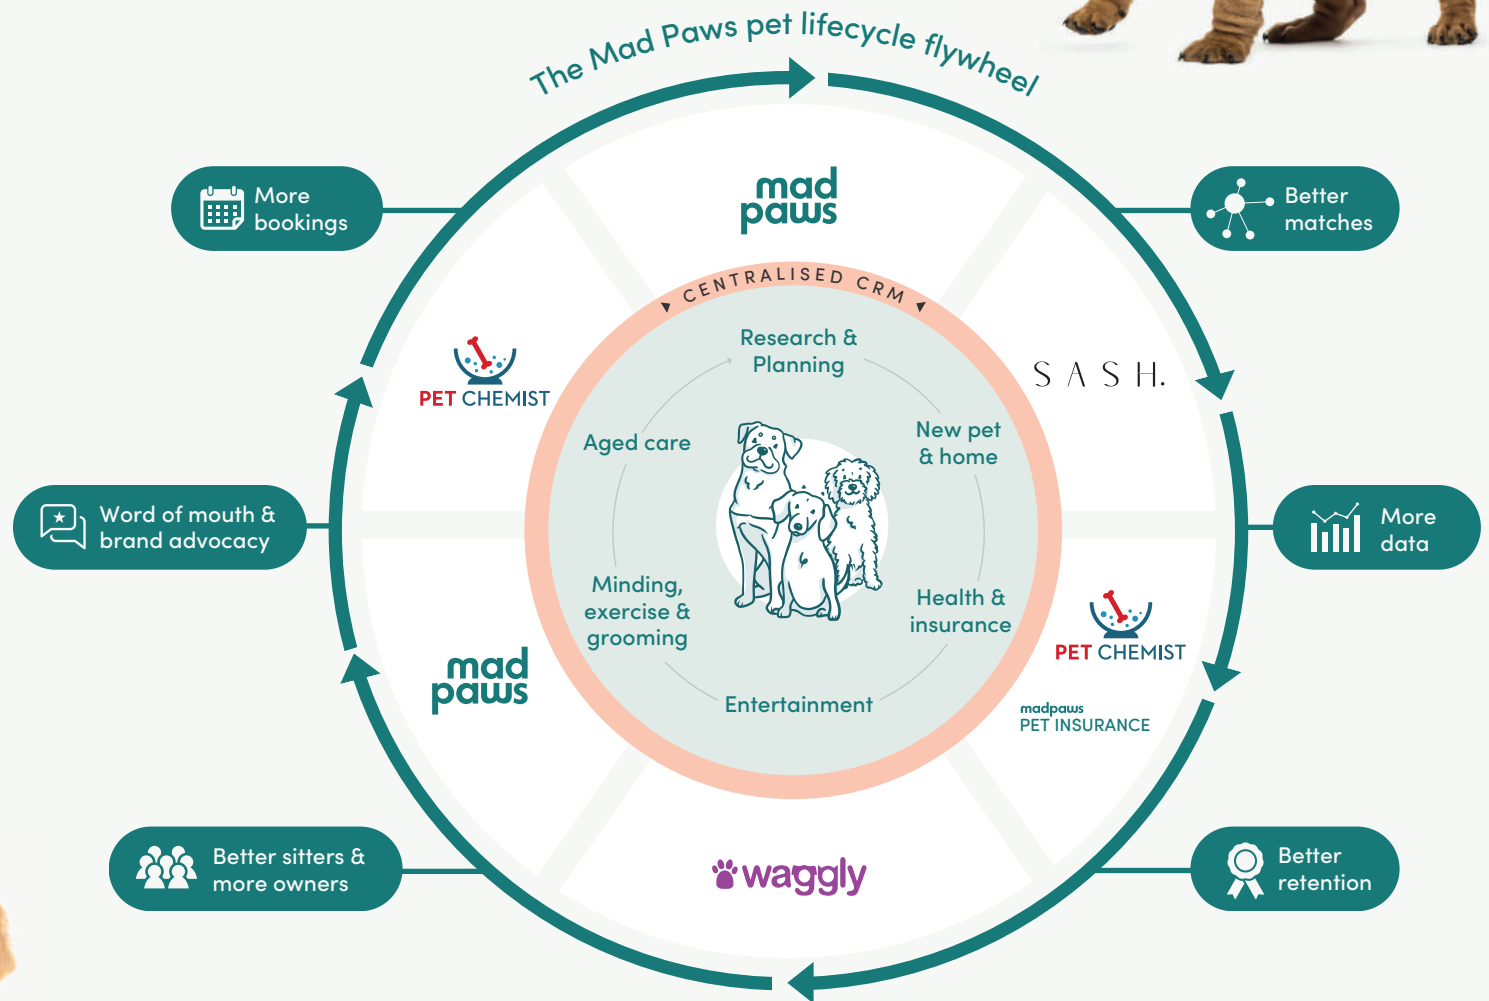 The Mad Paws pet lifecycle flywheel
More
bookings
mad
paws
Better
matches
CENTRALISED CRM
PET CHEMIST
SASH.
Research &
Planning
New pet
& home
Aged care
Word of mouth &
brand advocacy
More
data
Minding,
exercise &
grooming
Health &
insurance
Entertainment
mad
paws
PET CHEMIST
madpaws
PET INSURANCE
Better sitters &
more owners
waggly
Better
retention